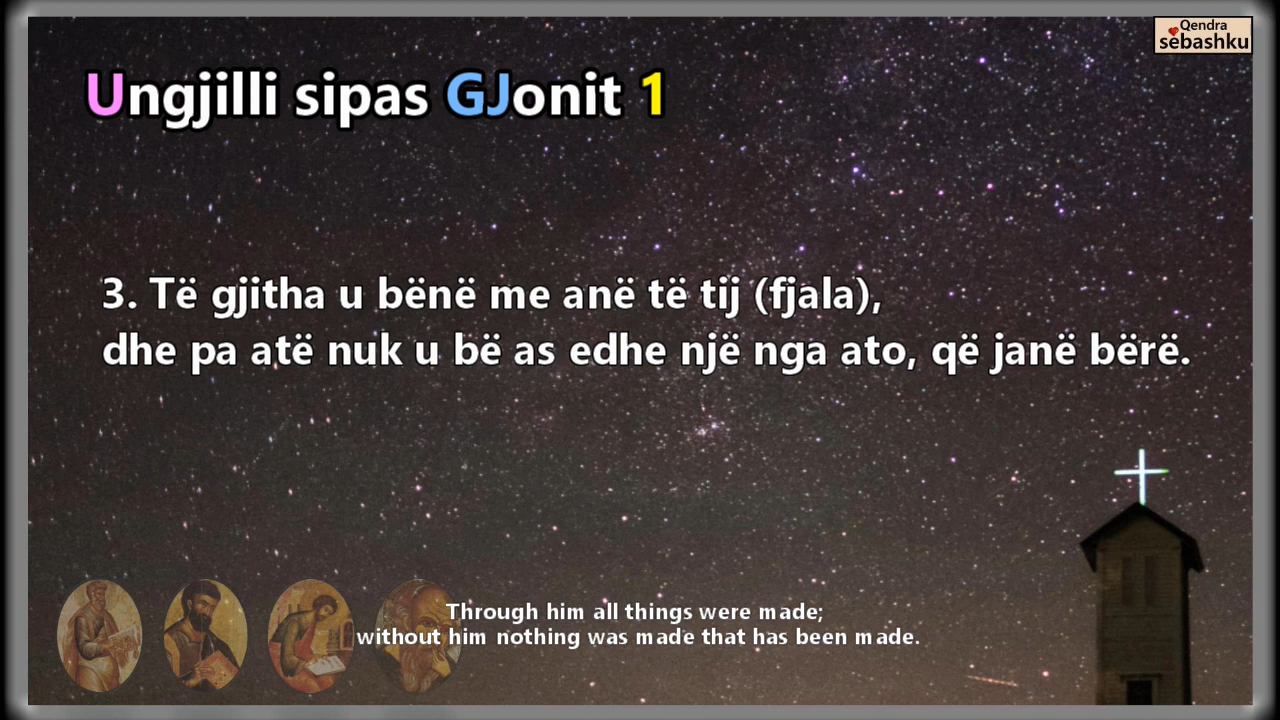 Qendra
sebashku
Ungjilli sipas GJonit 1
3. Të gjitha u bënë me anë të tij (fjala),
dhe pa atë nuk u bë as edhe një nga ato, që janë bërë.
Through him all things were made;
without him nothing was made that has been made.